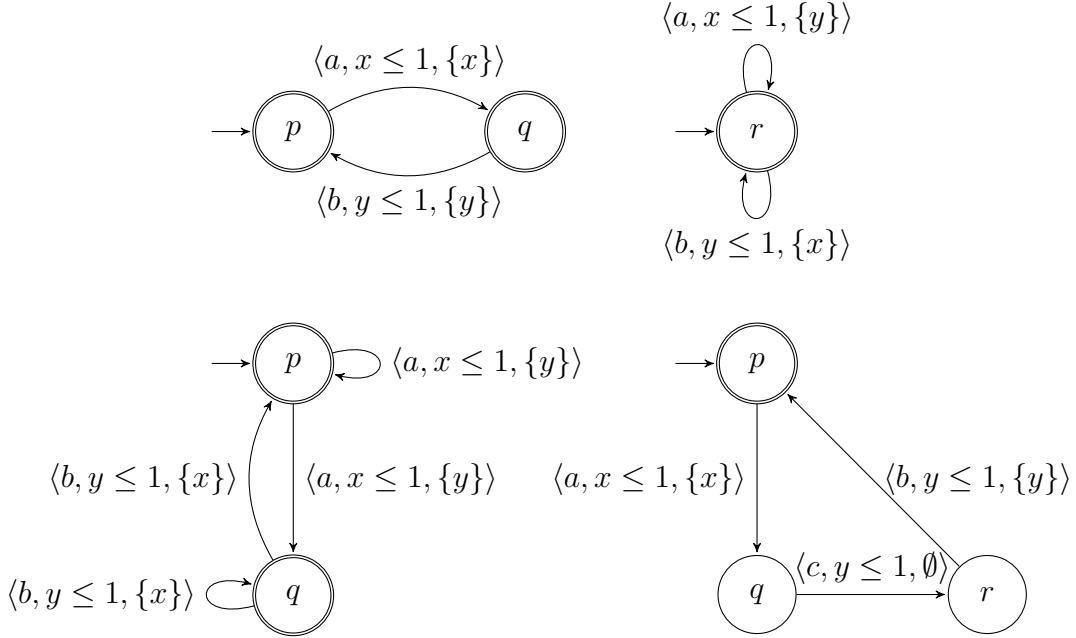 ⟨a, x ≤ 1, {x}⟩
p
q
⟨b, y ≤ 1, {y}⟩
⟨a, x ≤ 1, {y}⟩
r
⟨b, y ≤ 1, {x}⟩
p
⟨a, x ≤ 1, {y}⟩
⟨b, y ≤ 1, {x}⟩
⟨a, x ≤ 1, {y}⟩
⟨b, y ≤ 1, {x}⟩
q
p
⟨a, x ≤ 1, {x}⟩
⟨b, y ≤ 1, {y}⟩
q
⟨c, y ≤ 1, ∅⟩
r